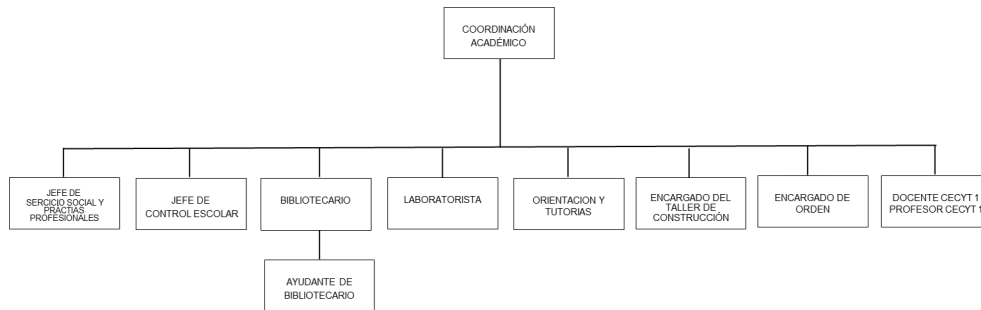 COORDINACIÓN
ACADÉMICO
JEFE DE
SERCICIO SOCIAL Y
PRÁCTIAS
PROFESIONALES
JEFE DE
CONTROL ESCOLAR
BIBLIOTECARIO
LABORATORISTA
ORIENTACION Y
TUTORIAS
ENCARGADO DEL
TALLER DE
CONSTRUCCIÓN
ENCARGADO DE
ORDEN
DOCENTE CECYT 1
PROFESOR CECYT 1
AYUDANTE DE
BIBLIOTECARIO